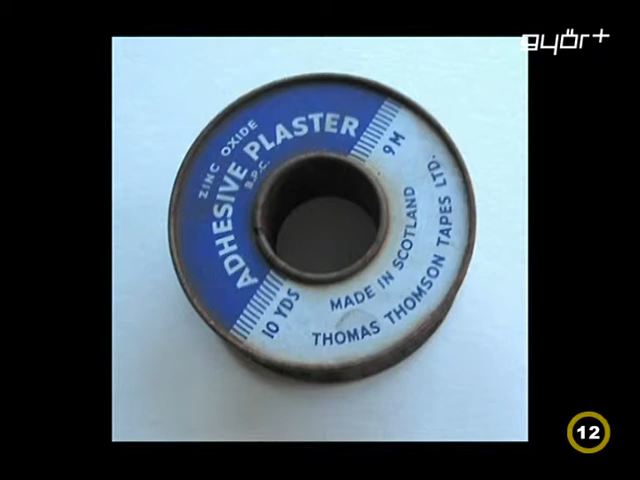 győr+
ZINC OXIDE
ADHESIVE PLASTER
B.P.C.
9M
10 YDS
MADE IN SCOTLAND
THOMAS THOMSON TAPES LTD.
12